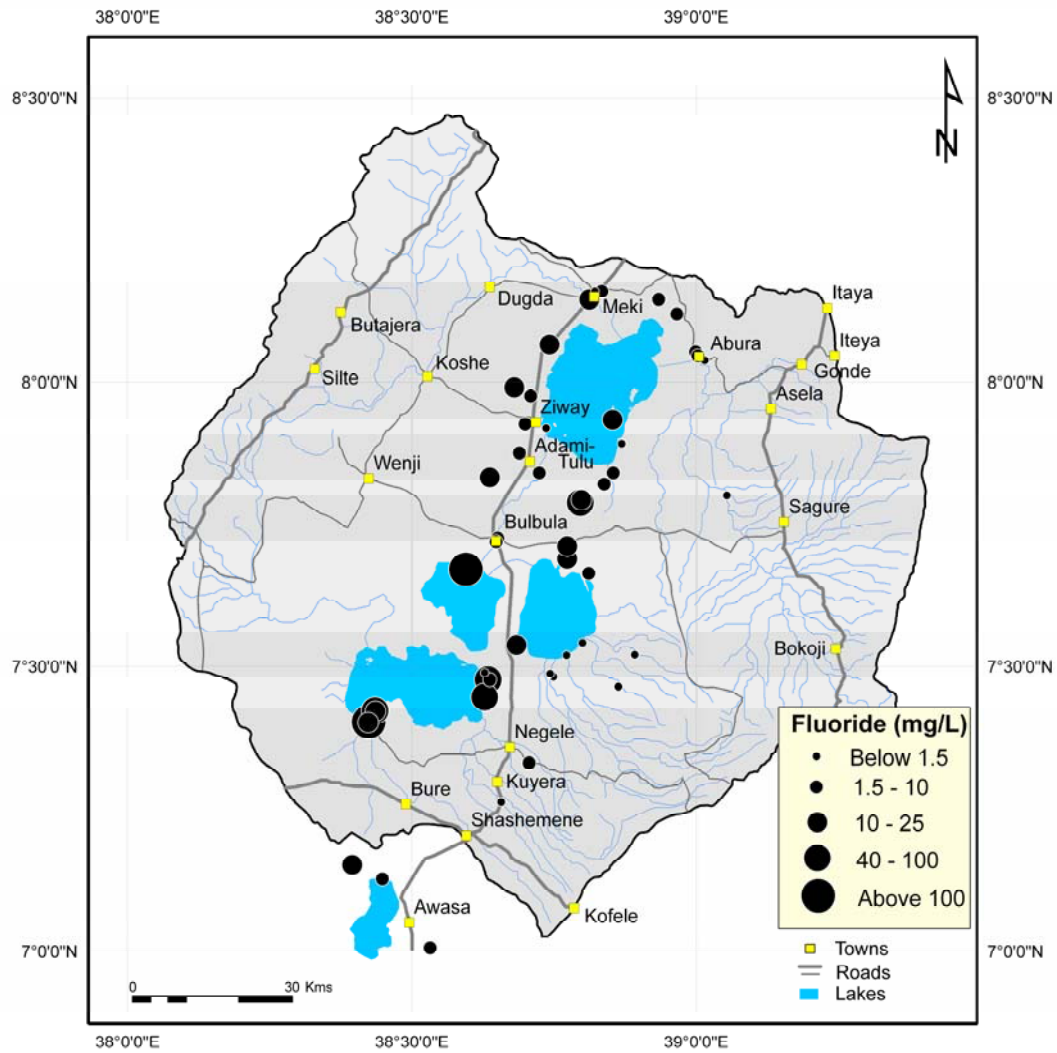 38°0'0"E 38°30'0"E 39°0'0"E
8°30'0"N 8°30'0"N
N
Itaya
Dugda
Meki
Butajera
Abura
Iteya
Koshe
Gonde
Silte
8°0'0"N 8°0'0"N
Asela
Ziway
Adami-
Tulu
Wenji
Sagure
Bulbula
Bokoji
7°30'0"N 7°30'0"N
Negele
Kuyera
Bure
Shashemene
Awasa
Kofele
Fluoride (mg/L)
Below 1.5
1.5 - 10
10 - 25
40 - 100
Above 100
7°0'0"N 7°0'0"N
Towns
Roads
Lakes
0 30 Kms
38°0'0"E 38°30'0"E 39°0'0"E